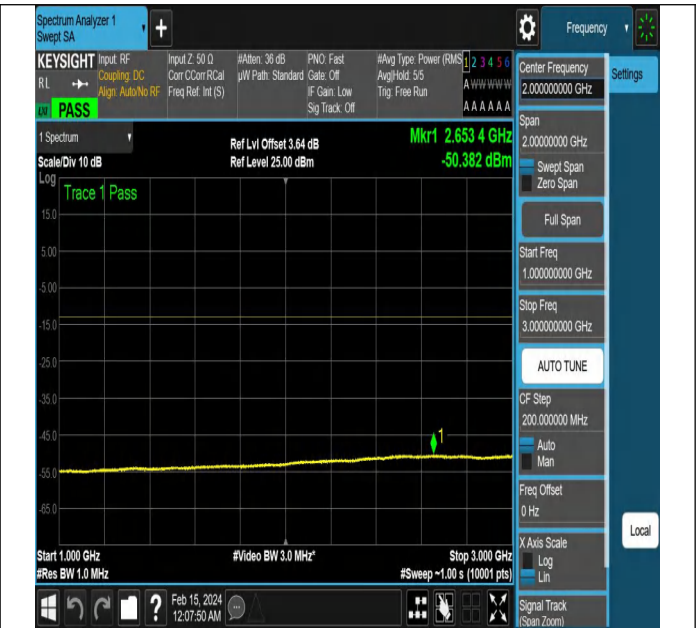 Spectrum Analyzer 1
Swept SA
+
Frequency
KEYSIGHT
RL
PASS
Input: RF
Coupling: DC
Align: Auto/No RF
Input Z: 50 Ω
Corr CCorr RCal
Freq Ref: Int (S)
#Atten: 36 dB
µW Path: Standard
PNO: Fast
Gate: Off
IF Gain: Low
Sig Track: Off
#Avg Type: Power (RMS
Avg|Hold: 5/5
Trig: Free Run
1 2 3 4 5 6
A W W W W W
A A A A A A
1 Spectrum
Scale/Div 10 dB
Log
Ref Lvl Offset 3.64 dB
Ref Level 25.00 dBm
Mkr1 2.653 4 GHz
-50.382 dBm
Trace 1 Pass
15.0
5.00
-5.00
-15.0
-25.0
-35.0
-45.0
-55.0
-65.0
1
Start 1.000 GHz
#Res BW 1.0 MHz
#Video BW 3.0 MHz*
Stop 3.000 GHz
#Sweep ~1.00 s (10001 pts)
?
Feb 15, 2024
12:07:50 AM
Center Frequency
2.000000000 GHz
Settings
Span
2.00000000 GHz
Swept Span
Zero Span
Full Span
Start Freq
1.000000000 GHz
Stop Freq
3.000000000 GHz
AUTO TUNE
CF Step
200.000000 MHz
Auto
Man
Freq Offset
0 Hz
X Axis Scale
Log
Lin
Local
Signal Track
(Span Zoom)